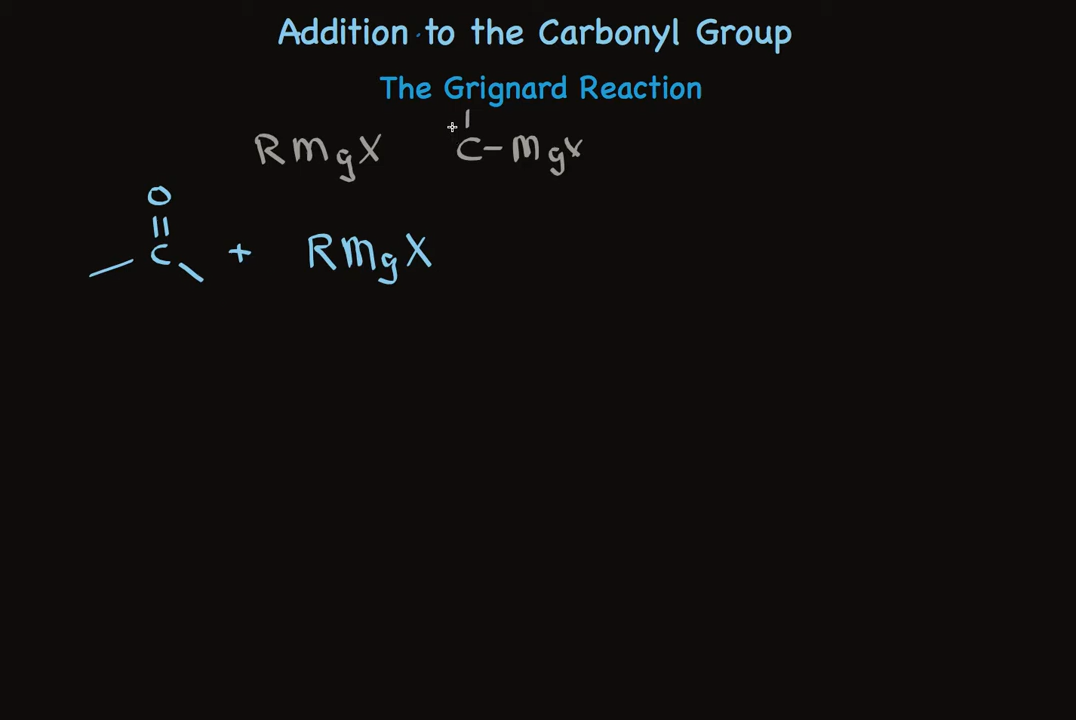 Addition to the Carbonyl Group
The Grignard Reaction
RMgX C-MgX
O
C + RMgX